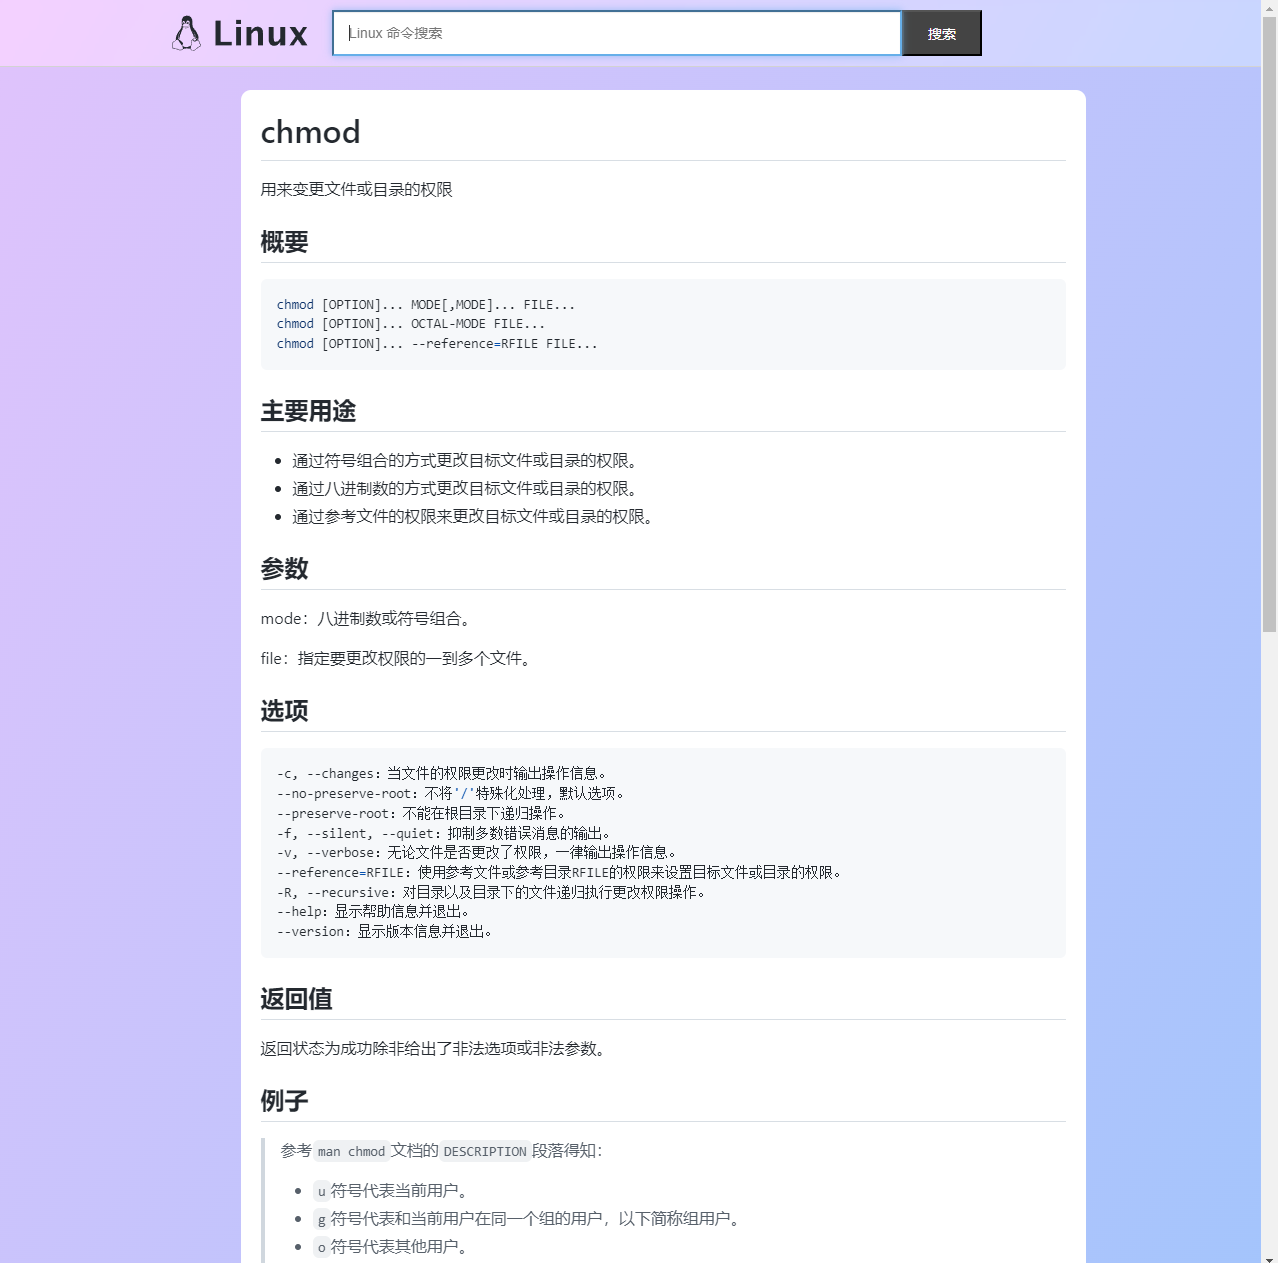 Linux
Linux 命令搜索
搜索
chmod
用来变更文件或目录的权限
概要
chmod [OPTION]... MODE[,MODE]... FILE...
chmod [OPTION]... OCTAL-MODE FILE...
chmod [OPTION]... --reference=RFILE FILE...
主要用途
通过符号组合的方式更改目标文件或目录的权限。
通过八进制数的方式更改目标文件或目录的权限。
通过参考文件的权限来更改目标文件或目录的权限。
参数
mode：八进制数或符号组合。
file：指定要更改权限的一到多个文件。
选项
-c, --changes：当文件的权限更改时输出操作信息。
--no-preserve-root：不将'/'特殊化处理，默认选项。
--preserve-root：不能在根目录下递归操作。
-f, --silent, --quiet：抑制多数错误消息的输出。
-v, --verbose：无论文件是否更改了权限，一律输出操作信息。
--reference=RFILE：使用参考文件或参考目录RFILE的权限来设置目标文件或目录的权限。
-R, --recursive：对目录以及目录下的文件递归执行更改权限操作。
--help：显示帮助信息并退出。
--version：显示版本信息并退出。
返回值
返回状态为成功除非给出了非法选项或非法参数。
例子
参考 man chmod 文档的 DESCRIPTION 段落得知：
u 符号代表当前用户。
g 符号代表和当前用户在同一个组的用户，以下简称组用户。
o 符号代表其他用户。